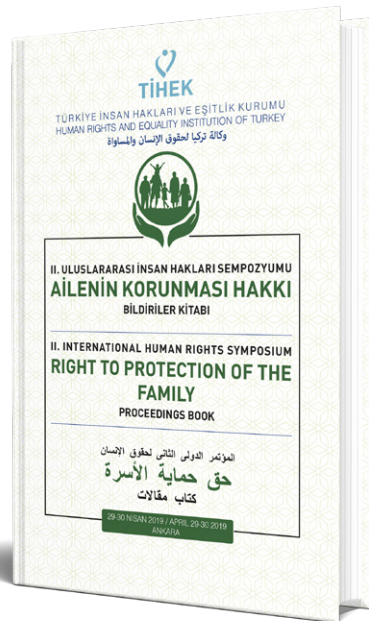 TİHEK
TÜRKİYE İNSAN HAKLARI VE EŞİTLİK KURUMU
HUMAN RIGHTS AND EQUALITY INSTITUTION OF TURKEY
وكالة تركيا لحقوق الإنسان والمساواة
II. ULUSLARARASI İNSAN HAKLARI SEMPOZYUMU
AİLENİN KORUNMASI HAKKI
BİLDİRİLER KİTABI
II. INTERNATIONAL HUMAN RIGHTS SYMPOSIUM
RIGHT TO PROTECTION OF THE
FAMILY
PROCEEDINGS BOOK
المؤتمر الدولى الثانى لحقوق الإنسان
حق حماية الأسرة
كتاب مقالات
29-30 NİSAN 2019 / APRIL 29-30 2019
ANKARA